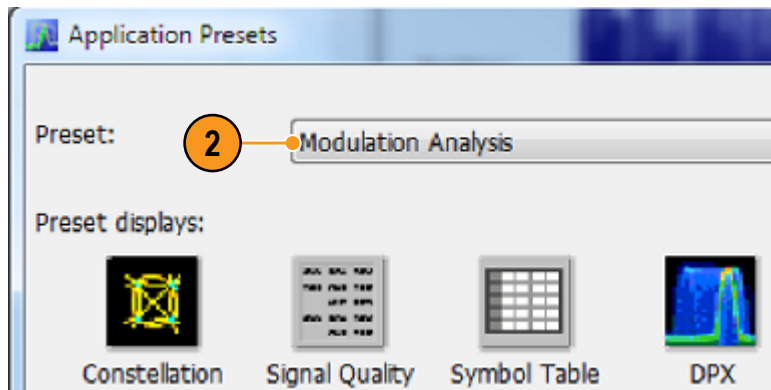 Application Presets
Preset:
2
Modulation Analysis
Preset displays:
Constellation
Signal Quality
Symbol Table
DPX